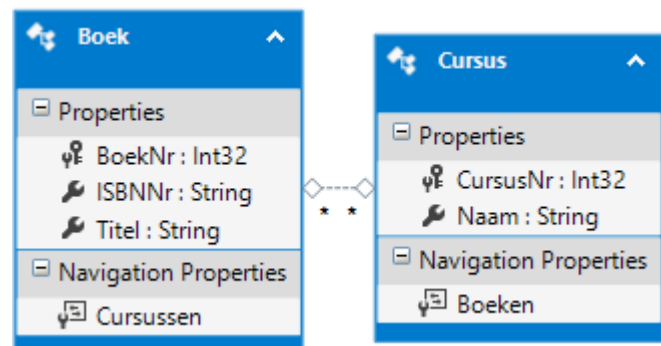 Boek
Properties
BoekNr : Int32
ISBNNr : String
Titel : String
Navigation Properties
Cursussen
* *
Cursus
Properties
CursusNr : Int32
Naam : String
Navigation Properties
Boeken